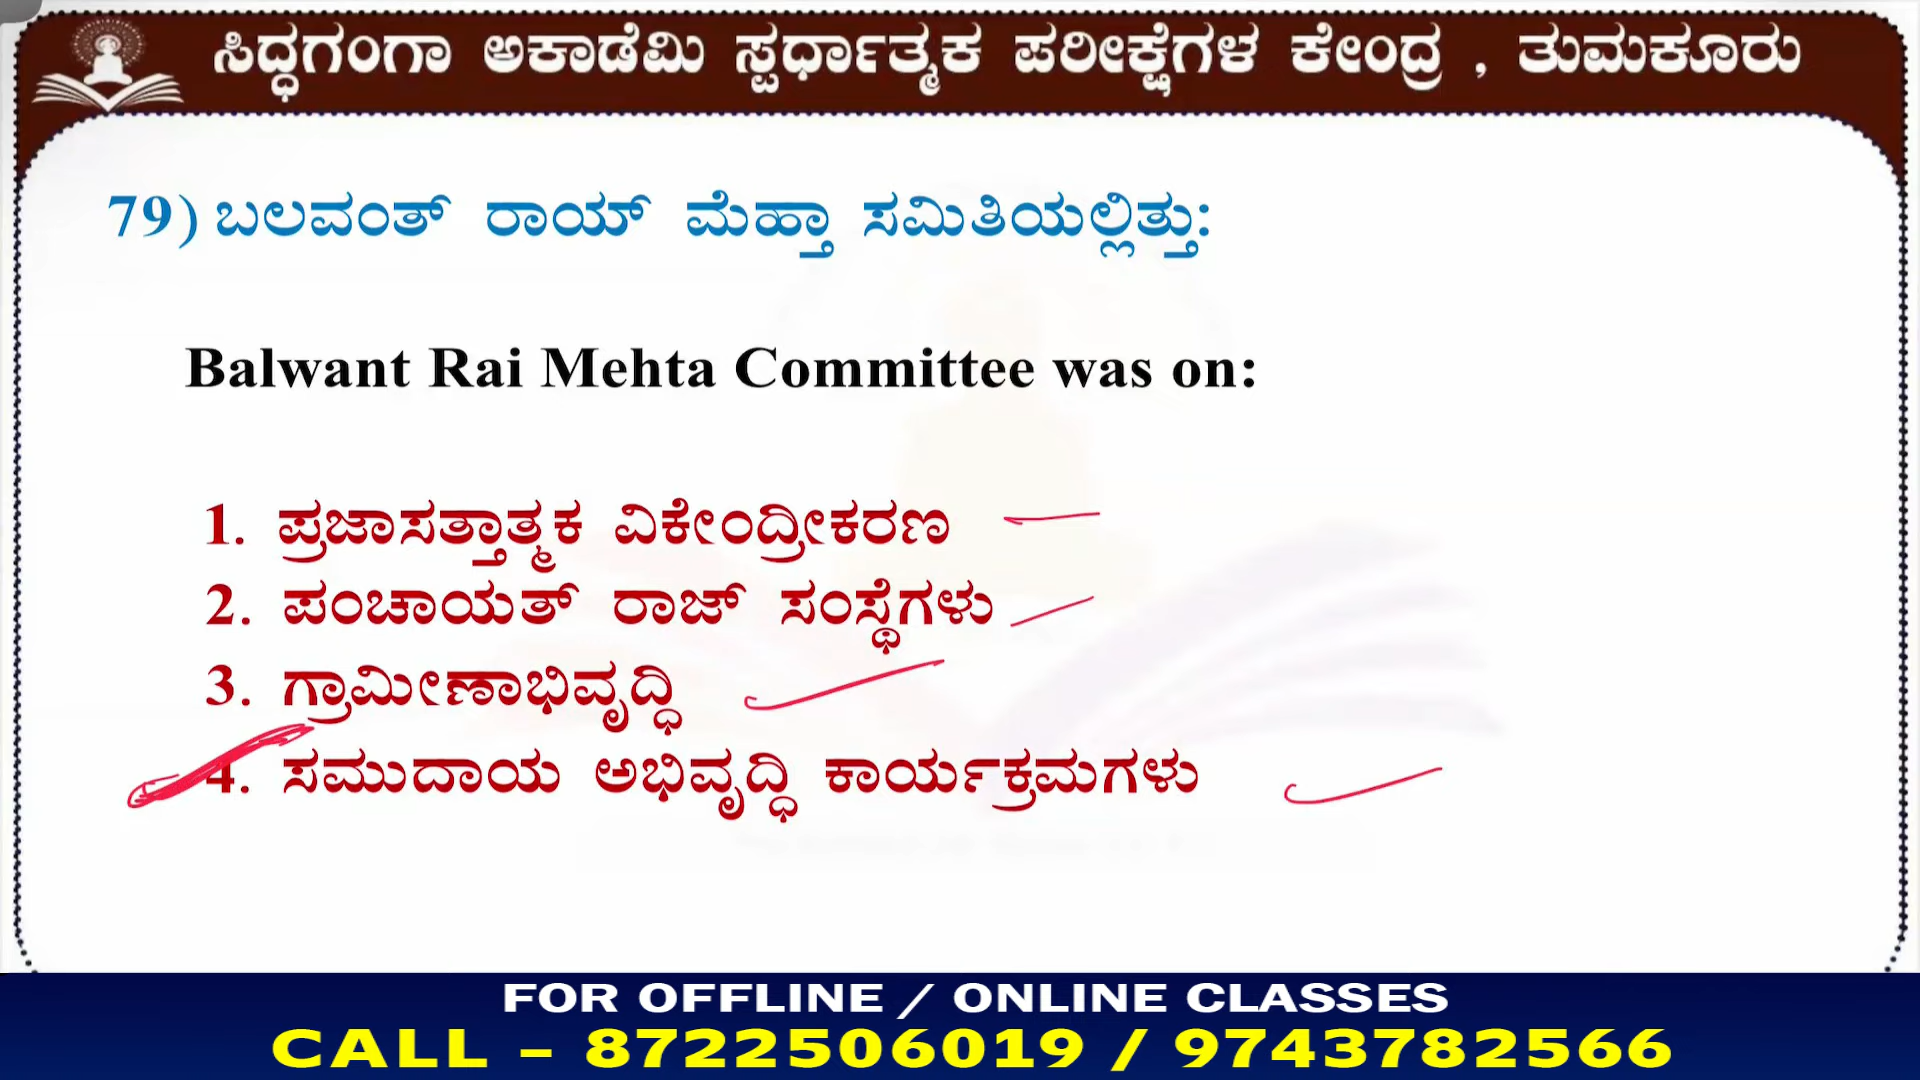 ಸಿದ್ಧಗಂಗಾ ಅಕಾಡೆಮಿ ಸ್ಪರ್ಧಾತ್ಮಕ ಪರೀಕ್ಷೆಗಳ ಕೇಂದ್ರ , ತುಮಕೂರು
79) ಬಲವಂತ್ ರಾಯ್ ಮೆಹ್ತಾ ಸಮಿತಿಯಲ್ಲಿತ್ತು:
Balwant Rai Mehta Committee was on:
1. ಪ್ರಜಾಸತ್ತಾತ್ಮಕ ವಿಕೇಂದ್ರೀಕರಣ
2. ಪಂಚಾಯತ್ ರಾಜ್ ಸಂಸ್ಥೆಗಳು
3. ಗ್ರಾಮೀಣಾಭಿವೃದ್ಧಿ
4. ಸಮುದಾಯ ಅಭಿವೃದ್ಧಿ ಕಾರ್ಯಕ್ರಮಗಳು
FOR OFFLINE / ONLINE CLASSES
CALL – 8722506019 / 9743782566